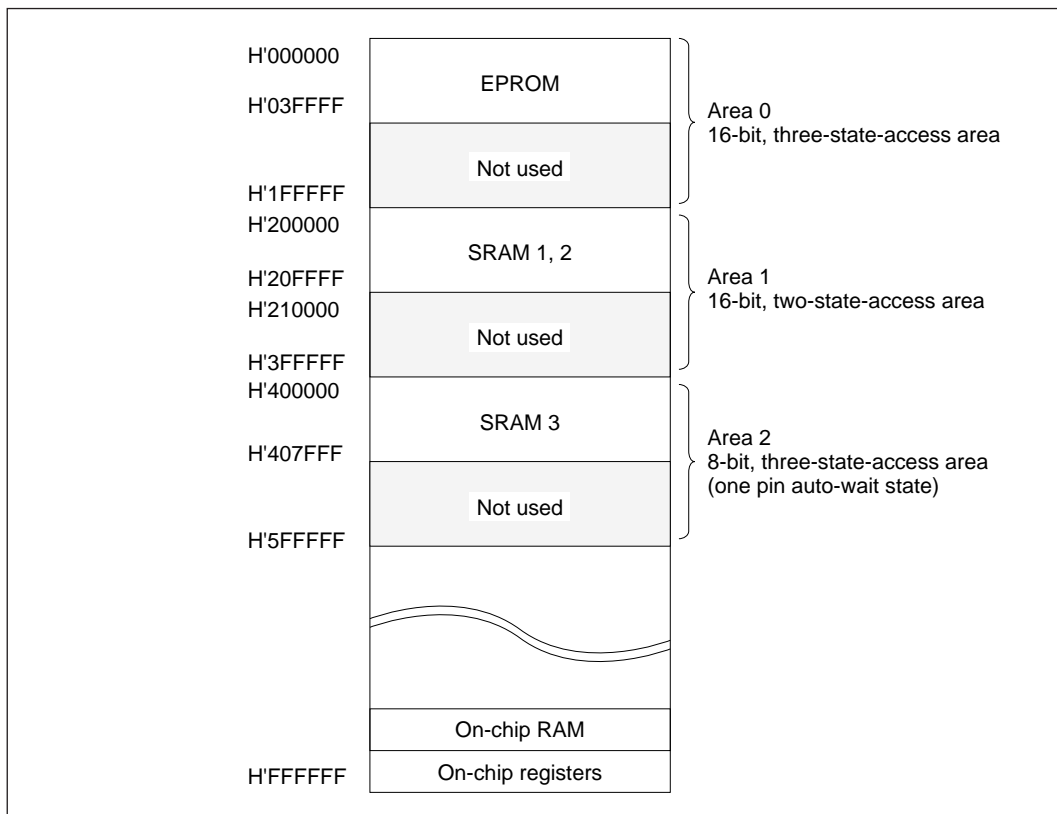 H'000000
EPROM
H'03FFFF
Area 0
16-bit, three-state-access area
Not used
H'1FFFFF
H'200000
SRAM 1, 2
H'20FFFF
Area 1
16-bit, two-state-access area
H'210000
Not used
H'3FFFFF
H'400000
SRAM 3
Area 2
H'407FFF
8-bit, three-state-access area
(one pin auto-wait state)
Not used
H'5FFFFF
On-chip RAM
H'FFFFFF
On-chip registers